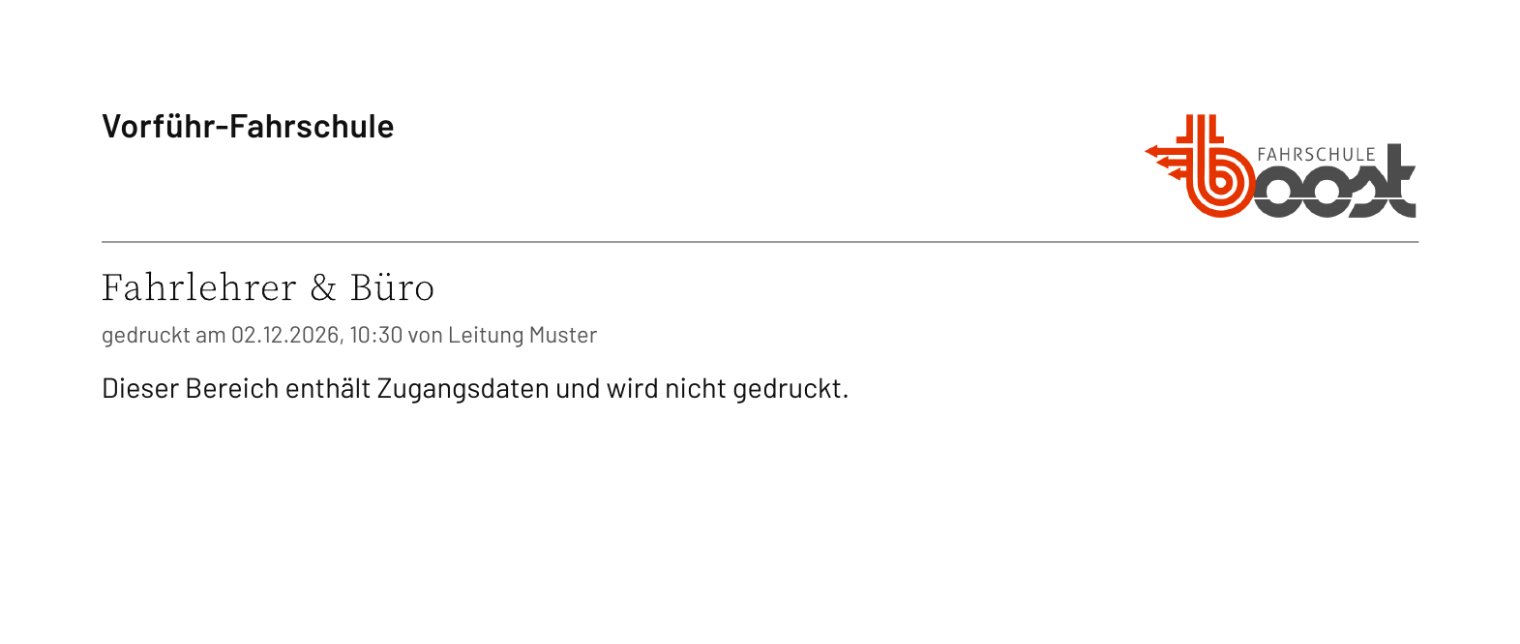 Vorführ-Fahrschule
FAHRSCHULE
boost
Fahrlehrer & Büro
gedruckt am 02.12.2026, 10:30 von Leitung Muster
Dieser Bereich enthält Zugangsdaten und wird nicht gedruckt.